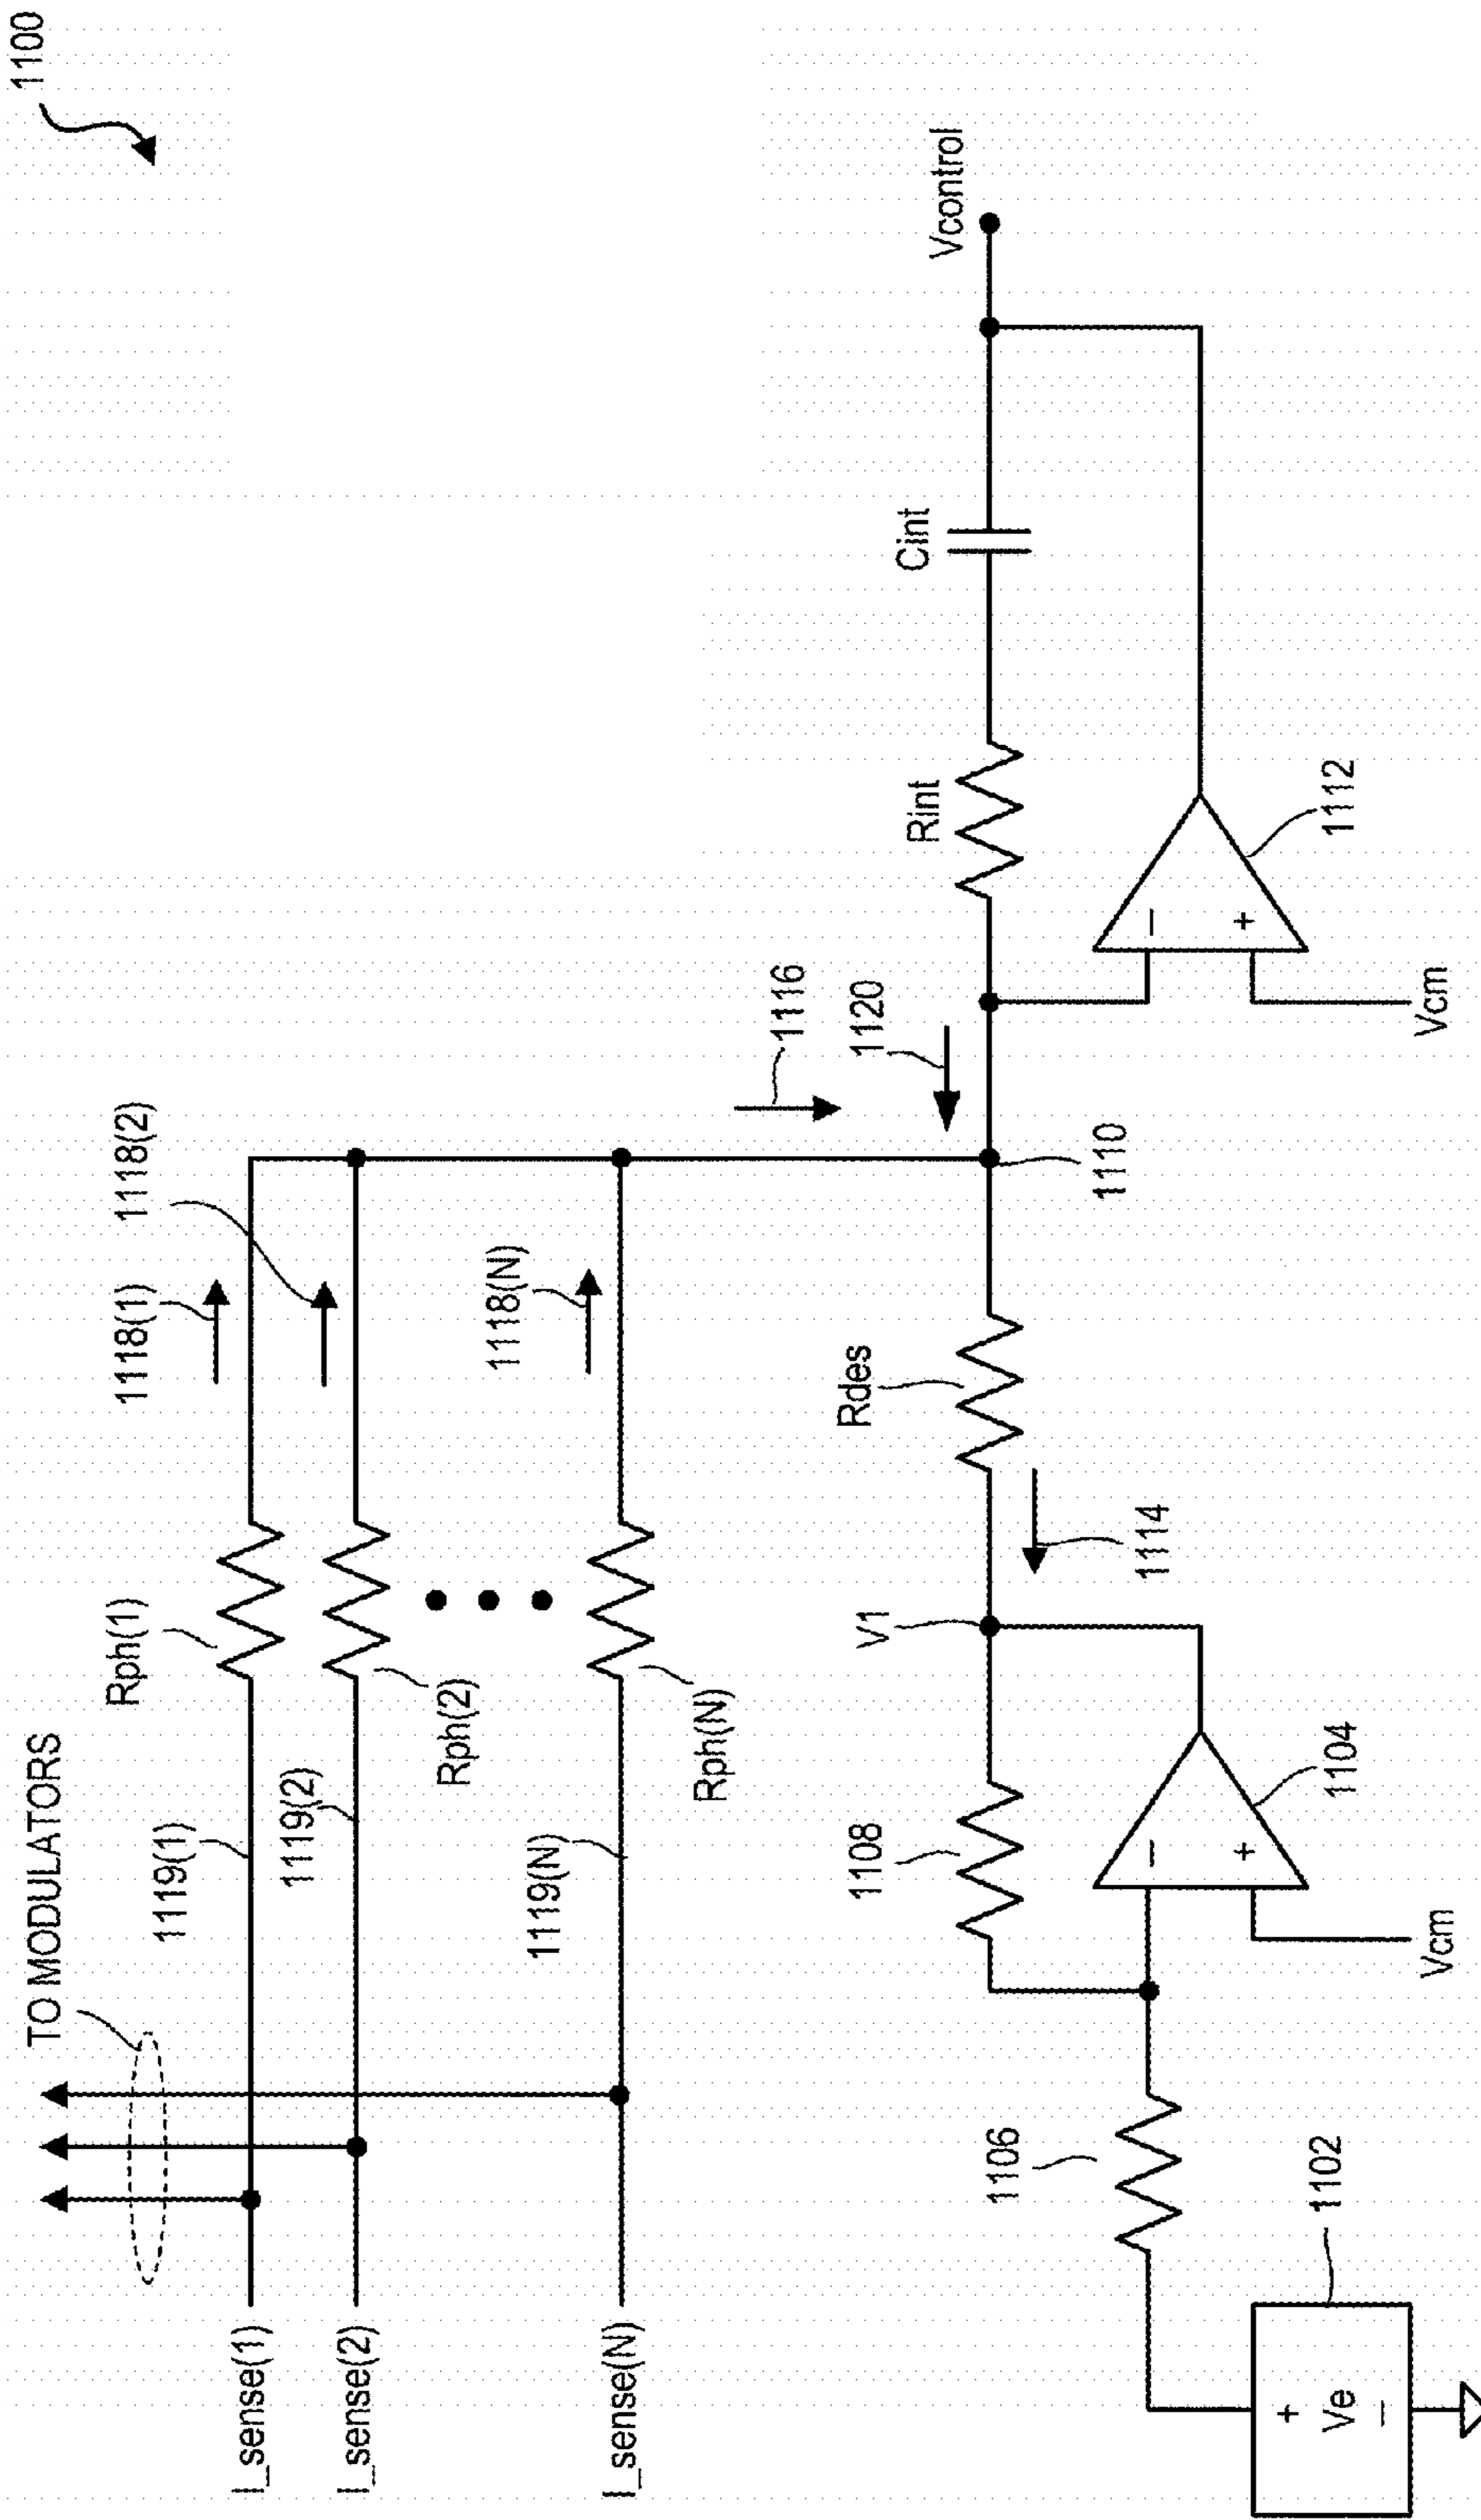 1100
TO MODULATORS
I_sense(1)
1119(1)
Rph(1)
1118(1)
1118(2)
I_sense(2)
1119(2)
Rph(2)
I_sense(N)
1119(N)
Rph(N)
1118(N)
1116
1120
Rint
Cint
Vcontrol
V1
Rdes
1108
1114
1110
1106
−
+
1104
Vcm
−
+
1112
Vcm
1102
+
Ve
−